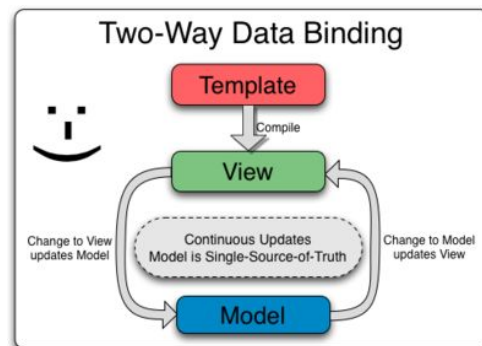 Two-Way Data Binding
Template
Compile
View
Change to View
updates Model
Continuous Updates
Model is Single-Source-of-Truth
Change to Model
updates View
Model